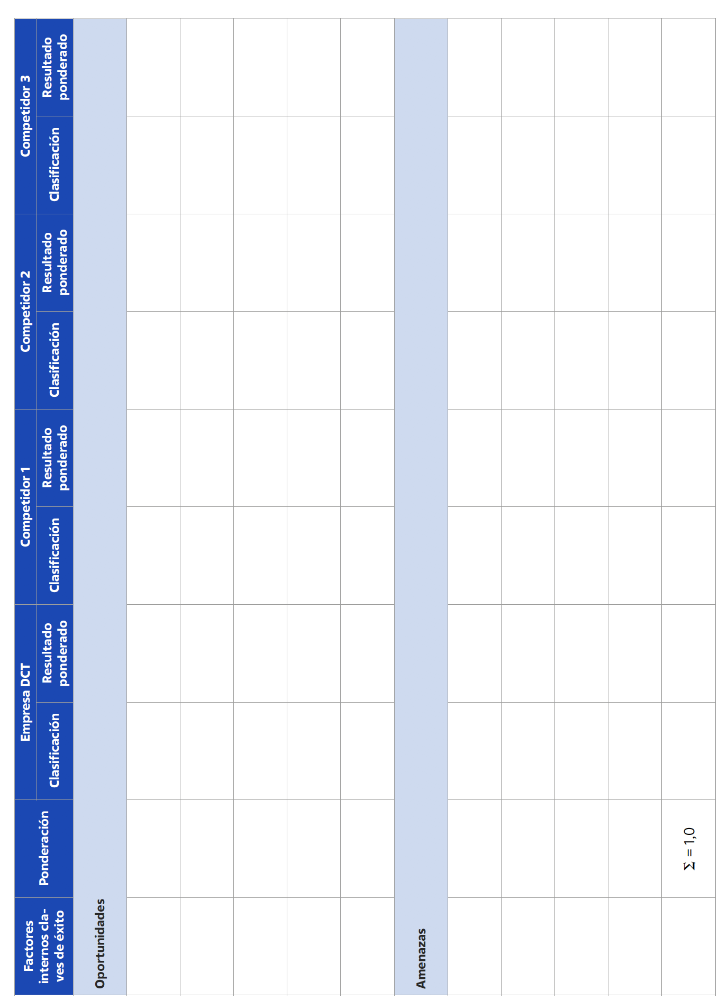 Factores
internos cla-
ves de éxito
Ponderación
Empresa DCT
Competidor 1
Competidor 2
Competidor 3
Clasificación
Resultado
ponderado
Clasificación
Resultado
ponderado
Clasificación
Resultado
ponderado
Clasificación
Resultado
ponderado
Oportunidades
Amenazas
Σ = 1,0